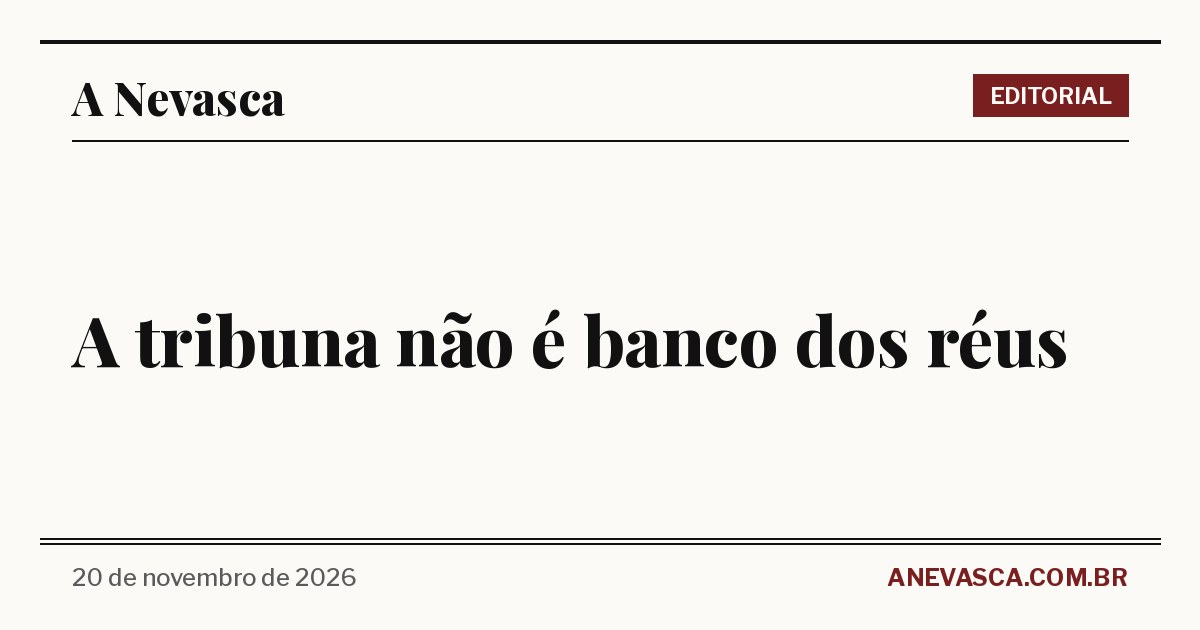 A Nevasca
EDITORIAL
A tribuna não é banco dos réus
20 de novembro de 2026
ANEVASCA.COM.BR